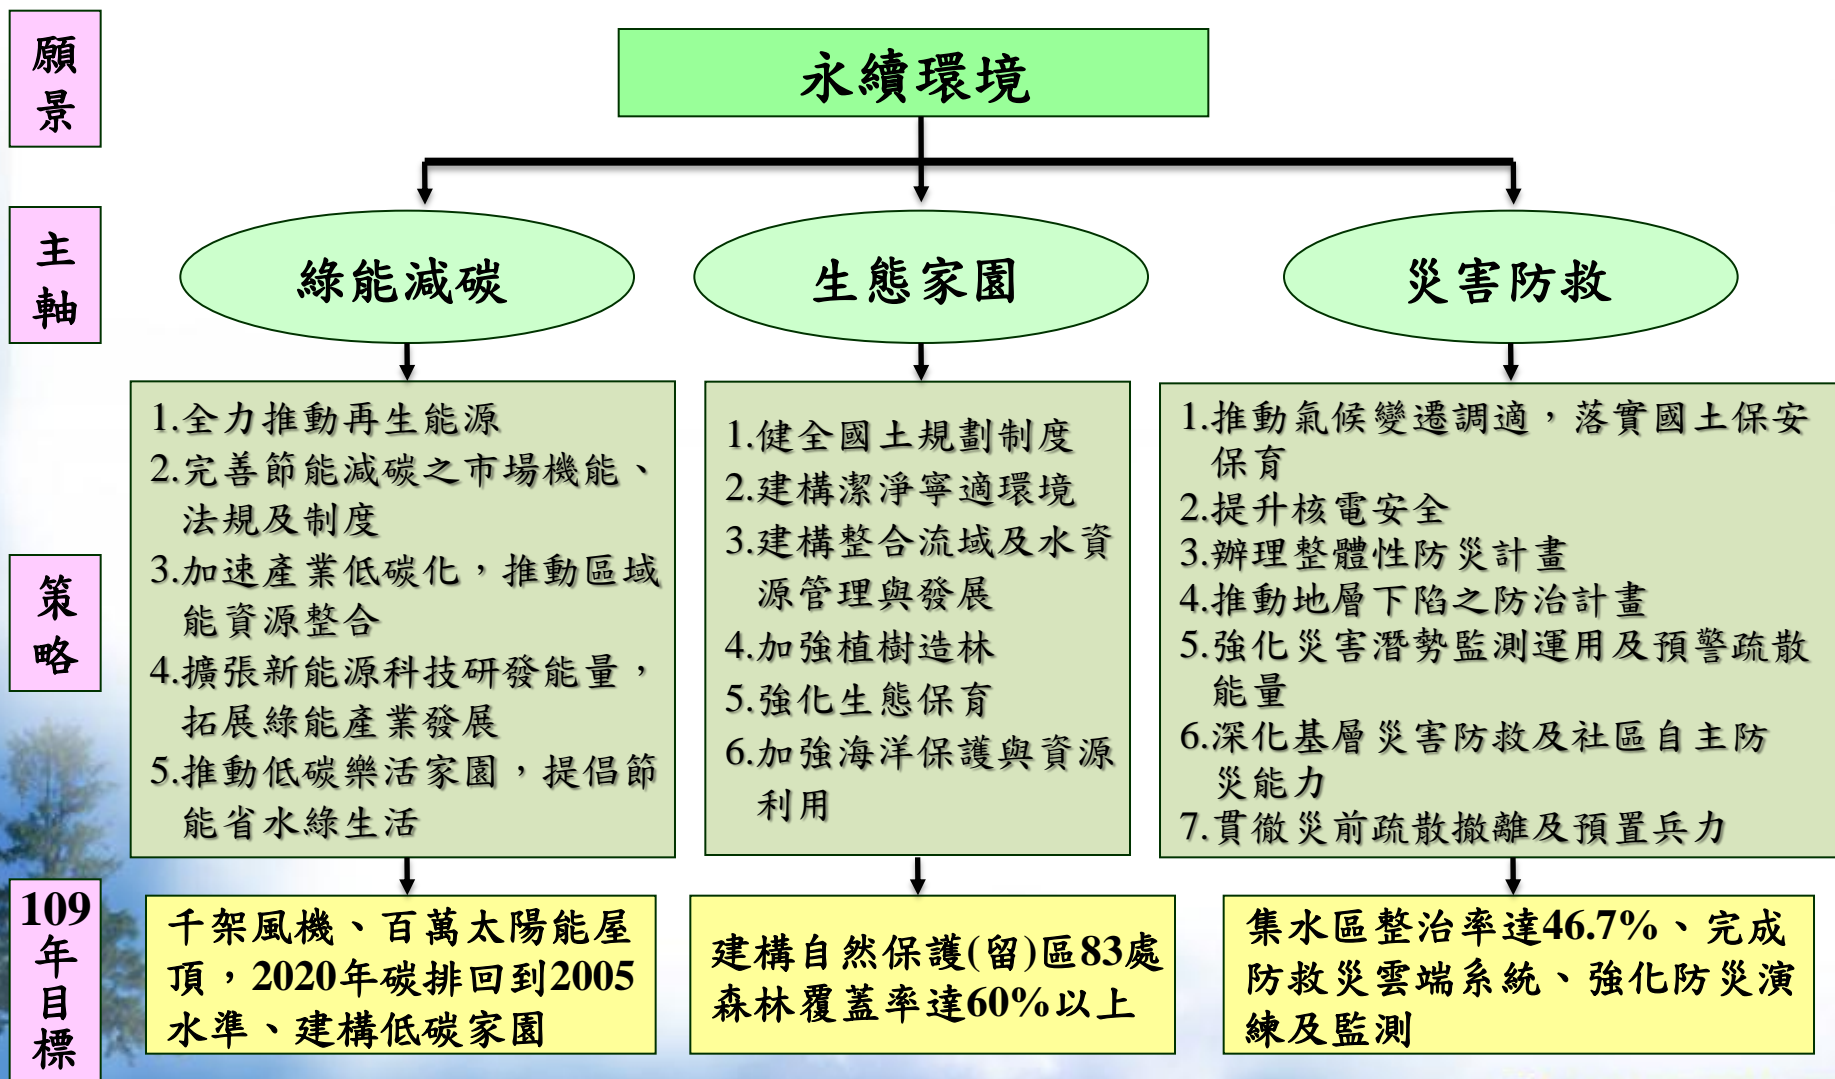 願
景
永續環境
主
軸
綠能減碳
生態家園
災害防救
策
略
1.全力推動再生能源
2.完善節能減碳之市場機能、
法規及制度
3.加速產業低碳化，推動區域
能資源整合
4.擴張新能源科技研發能量，
拓展綠能產業發展
5.推動低碳樂活家園，提倡節
能省水綠生活
1.健全國土規劃制度
2.建構潔淨寧適環境
3.建構整合流域及水資
源管理與發展
4.加強植樹造林
5.強化生態保育
6.加強海洋保護與資源
利用
1.推動氣候變遷調適，落實國土保安
保育
2.提升核電安全
3.辦理整體性防災計畫
4.推動地層下陷之防治計畫
5.強化災害潛勢監測運用及預警疏散
能量
6.深化基層災害防救及社區自主防
災能力
7.貫徹災前疏散撤離及預置兵力
109
年
目
標
千架風機、百萬太陽能屋
頂，2020年碳排回到2005
水準、建構低碳家園
建構自然保護(留)區83處
森林覆蓋率達60%以上
集水區整治率達46.7%、完成
防救災雲端系統、強化防災演
練及監測